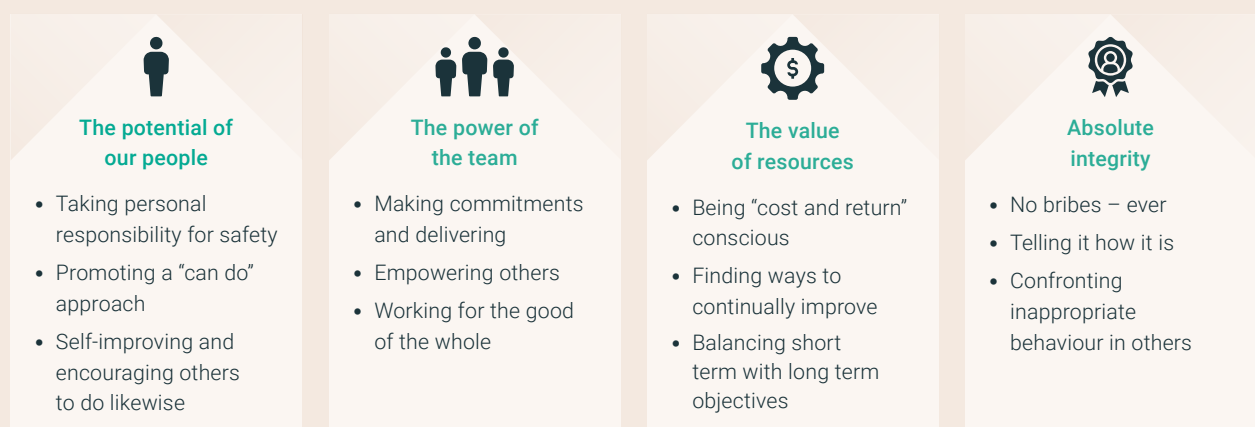 The potential of
our people
• Taking personal
responsibility for safety
• Promoting a “can do”
approach
• Self-improving and
encouraging others
to do likewise
The power of
the team
• Making commitments
and delivering
• Empowering others
• Working for the good
of the whole
$
The value
of resources
• Being “cost and return”
conscious
• Finding ways to
continually improve
• Balancing short
term with long term
objectives
Absolute
integrity
• No bribes – ever
• Telling it how it is
• Confronting
inappropriate
behaviour in others